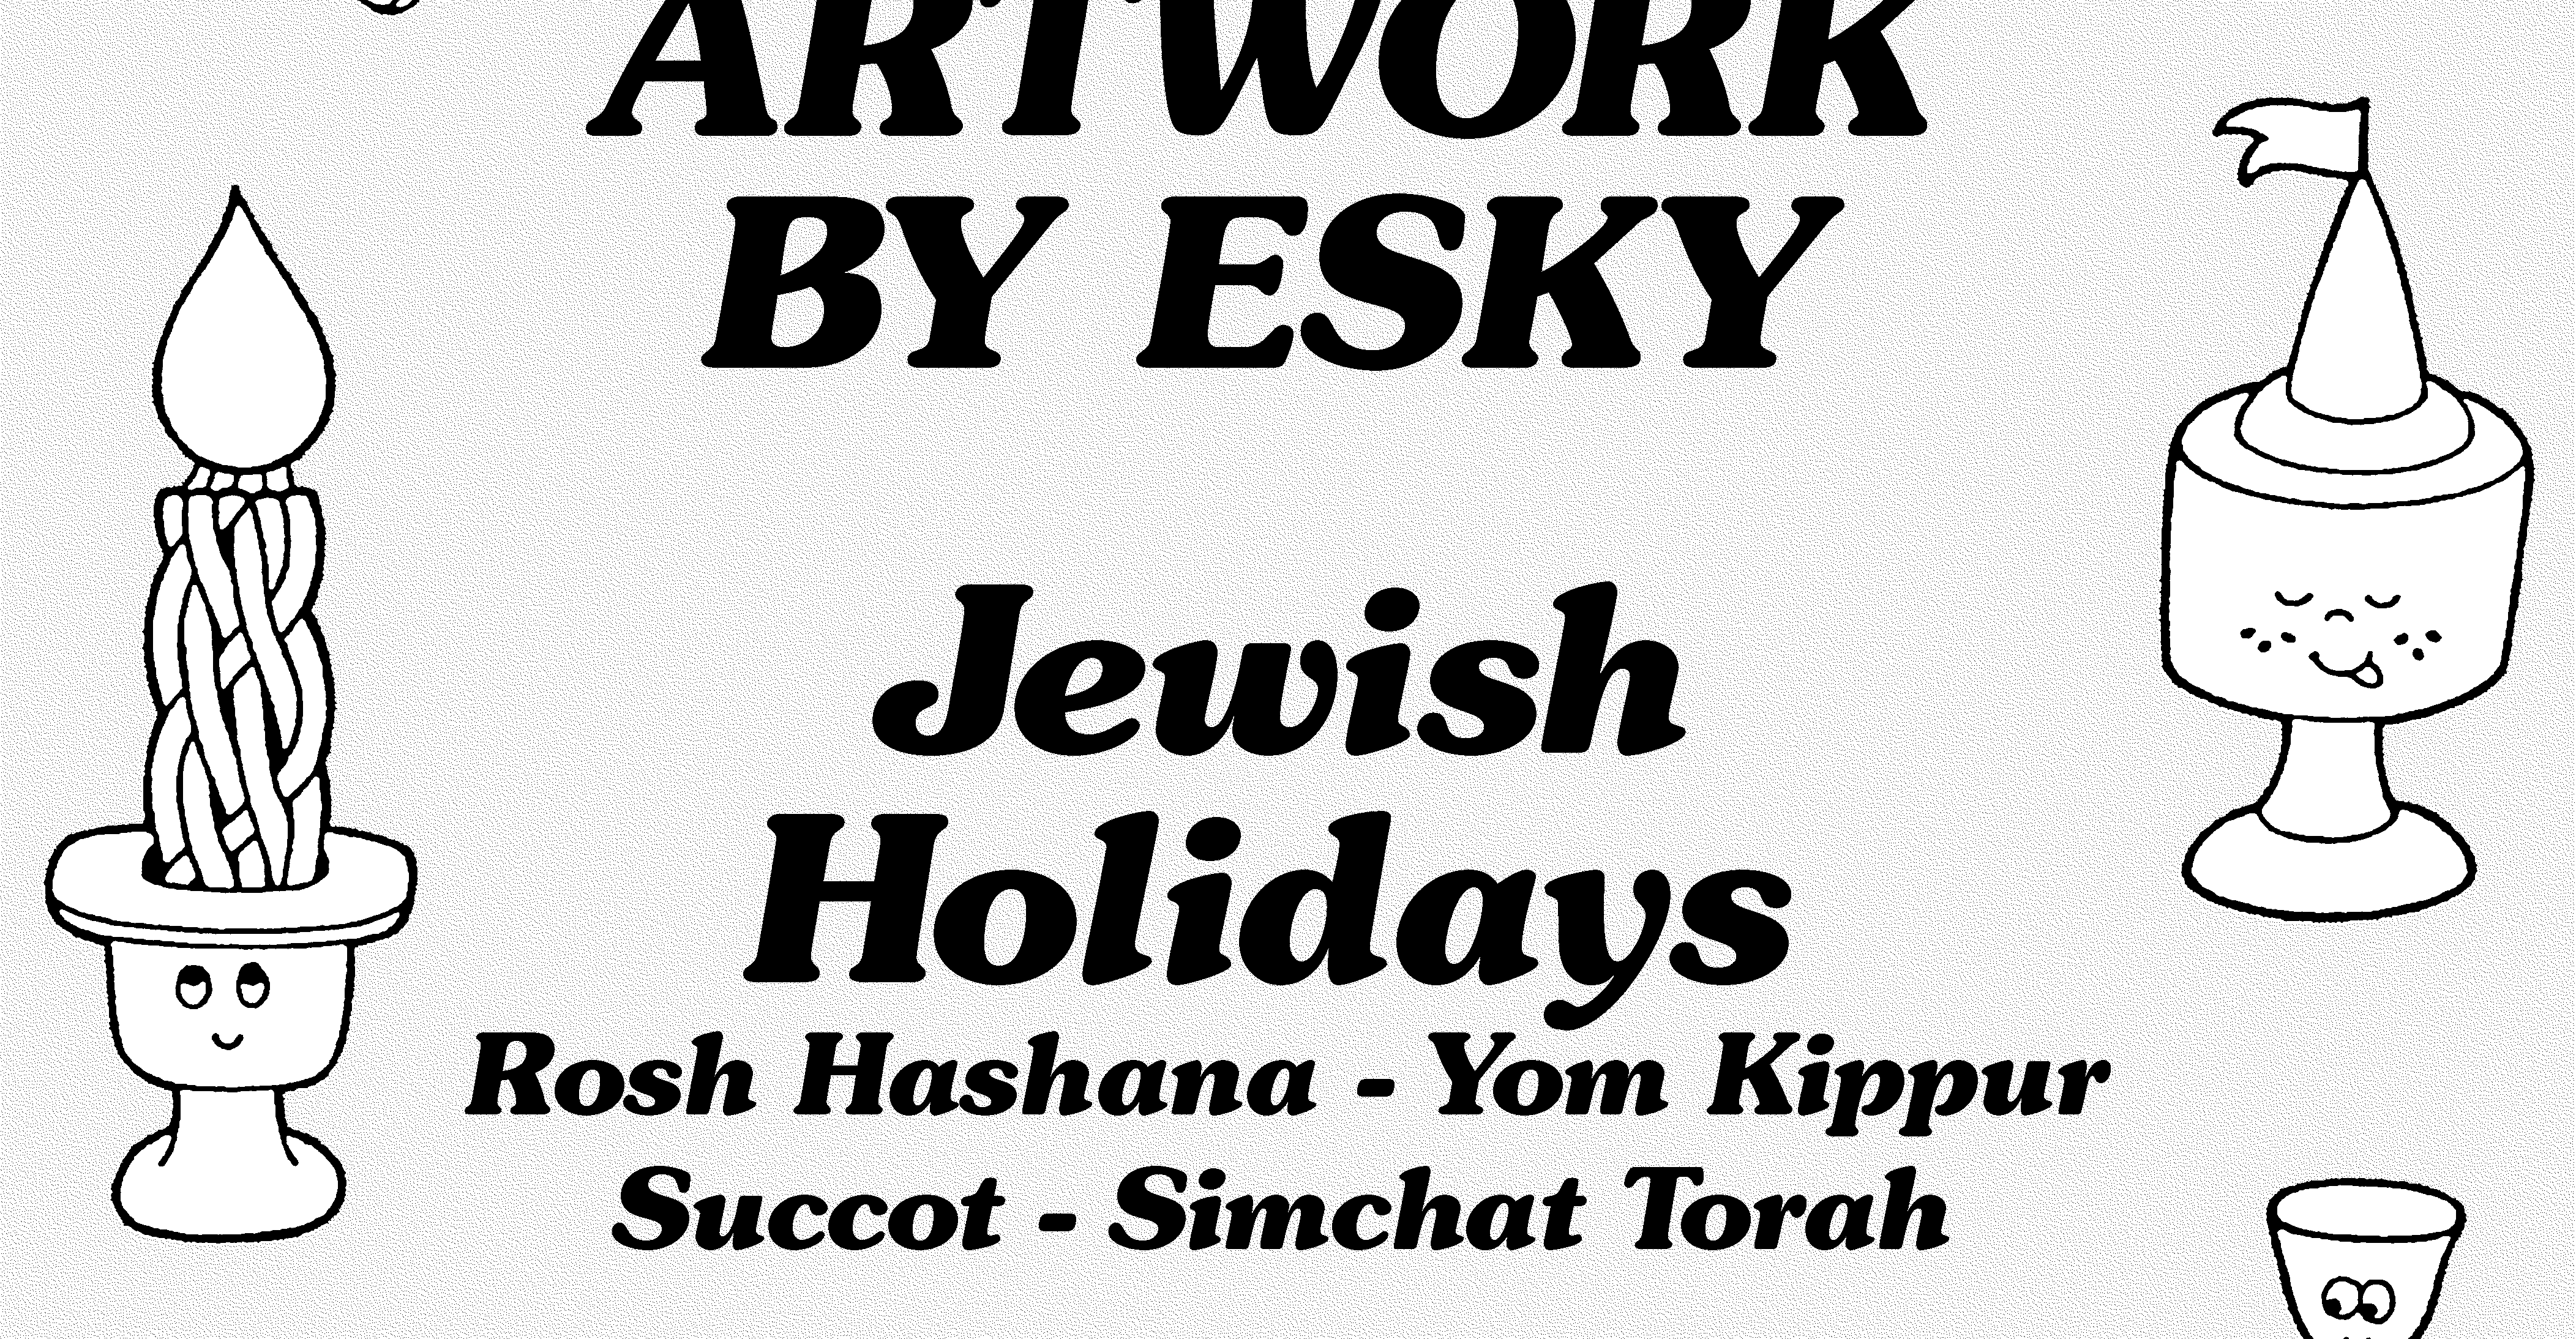 ARTWORK
BY ESKY
Jewish
Holidays
Rosh Hashana - Yom Kippur
Succot - Simchat Torah